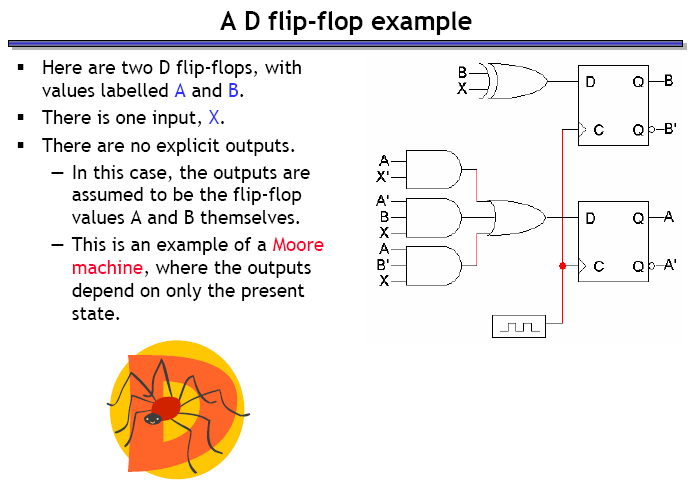 A D flip-flop example
▪ Here are two D flip-flops, with
values labelled A and B.
▪ There is one input, X.
▪ There are no explicit outputs.
— In this case, the outputs are
assumed to be the flip-flop
values A and B themselves.
— This is an example of a Moore
machine, where the outputs
depend on only the present
state.
B
X
D
Q
B
C
Q
B'
A
X'
A'
B
X
A
B'
X
D
Q
A
C
Q
A'
D